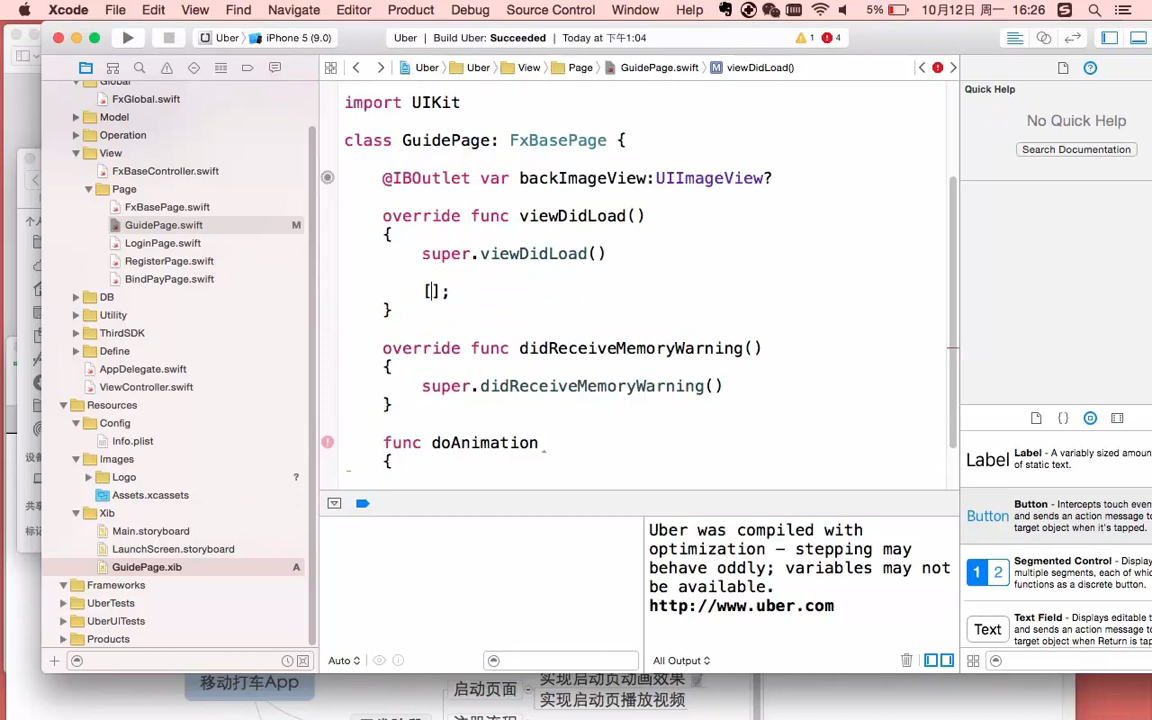 Xcode File Edit View Find Navigate Editor Product Debug Source Control Window Help 5% 10月12日 周一 16:26
Uber iPhone 5 (9.0) Uber Build Uber: Succeeded Today at 下午1:04 1 4
Uber Uber View Page GuidePage.swift M viewDidLoad()
Global
FxGlobal.swift
Model
Operation
View
FxBaseController.swift
Page
FxBasePage.swift
GuidePage.swift M
LoginPage.swift
RegisterPage.swift
BindPayPage.swift
DB
Utility
ThirdSDK
Define
AppDelegate.swift
ViewController.swift
Resources
Config
Info.plist
Images
Logo ?
Assets.xcassets
Xib
Main.storyboard
LaunchScreen.storyboard
GuidePage.xib A
Frameworks
UberTests
UberUITests
Products
import UIKit
class GuidePage: FxBasePage {
@IBOutlet var backImageView:UIImageView?
override func viewDidLoad()
{
super.viewDidLoad()
[];
}
override func didReceiveMemoryWarning()
{
super.didReceiveMemoryWarning()
}
func doAnimation
{
Uber was compiled with
optimization – stepping may
behave oddly; variables may not
be available.
http://www.uber.com
Auto
All Output
Quick Help
No Quick Help
Search Documentation
Label Label - A variably sized amoun
of static text.
Button Button - Intercepts touch event
and sends an action message to
target object when it's tapped.
1 2 Segmented Control - Display
multiple segments, each of whic
functions as a discrete button.
Text Text Field - Displays editable te
and sends an action message to
target object when Return is tap
移动打车App
启动页面
实现启动页动画效果
实现启动页播放视频